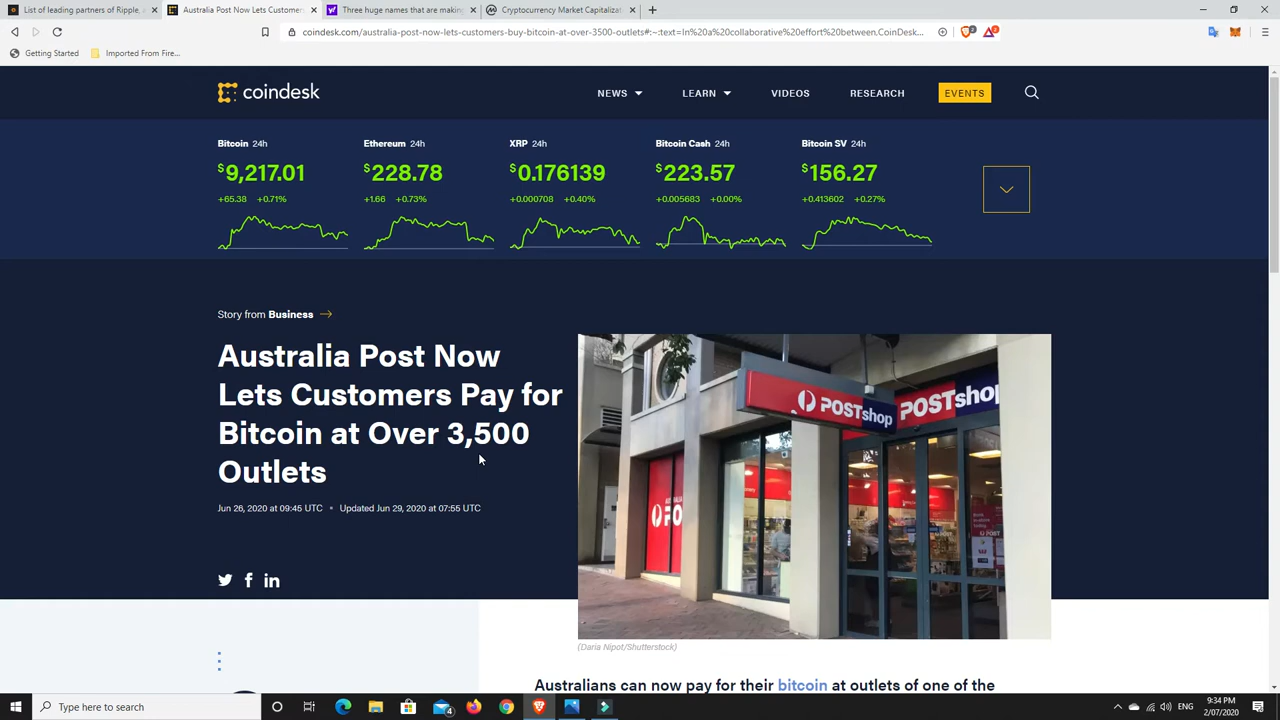 List of leading partners of Ripple,
Australia Post Now Lets Customer
Three huge names that are makin
Cryptocurrency Market Capitalizat
coindesk.com/australia-post-now-lets-customers-buy-bitcoin-at-over-3500-outlets#:~:text=In%20a%20collaborative%20effort%20between,CoinDesk...
Getting Started
Imported From Fire...
coindesk
NEWS
LEARN
VIDEOS
RESEARCH
EVENTS
Bitcoin 24h
$9,217.01
+65.38 +0.71%
Ethereum 24h
$228.78
+1.66 +0.73%
XRP 24h
$0.176139
+0.000708 +0.40%
Bitcoin Cash 24h
$223.57
+0.005683 +0.00%
Bitcoin SV 24h
$156.27
+0.413602 +0.27%
Story from Business
Australia Post Now
Lets Customers Pay for
Bitcoin at Over 3,500
Outlets
Jun 26, 2020 at 09:45 UTC
Updated Jun 29, 2020 at 07:55 UTC
POSTshop
POSTshop
PO
POST
(Daria Nipot/Shutterstock)
Australians can now pay for their bitcoin at outlets of one of the
Type here to search
ENG
9:34 PM
2/07/2020